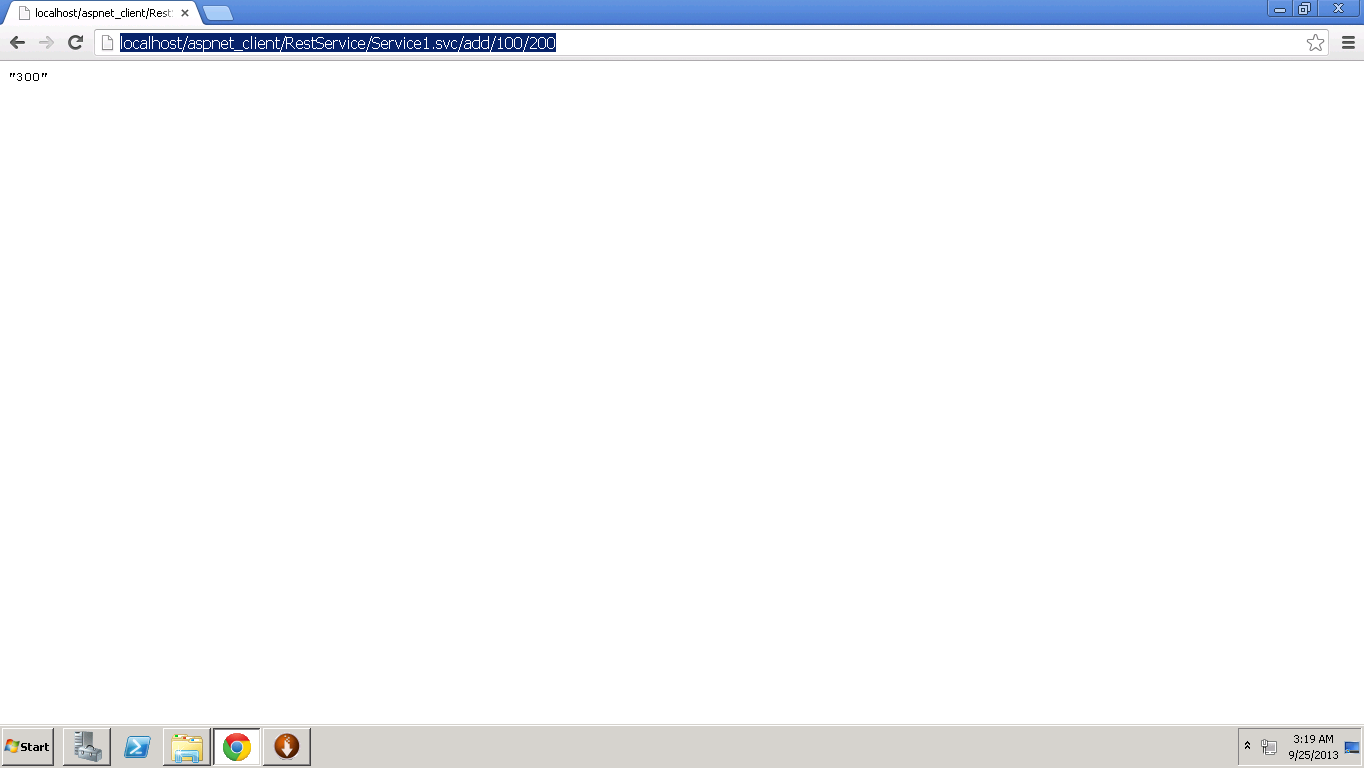 localhost/aspnet_client/Rest
localhost/aspnet_client/RestService/Service1.svc/add/100/200
"300"
Start
3:19 AM
9/25/2013